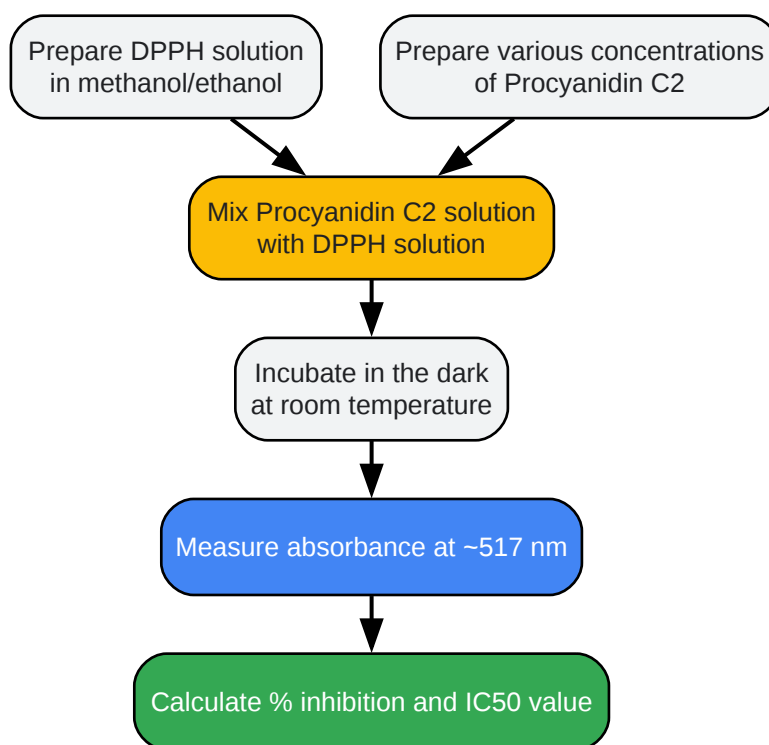 Prepare DPPH solution
in methanol/ethanol
Prepare various concentrations
of Procyanidin C2
Mix Procyanidin C2 solution
with DPPH solution
Incubate in the dark
at room temperature
Measure absorbance at ~517 nm
Calculate % inhibition and IC50 value